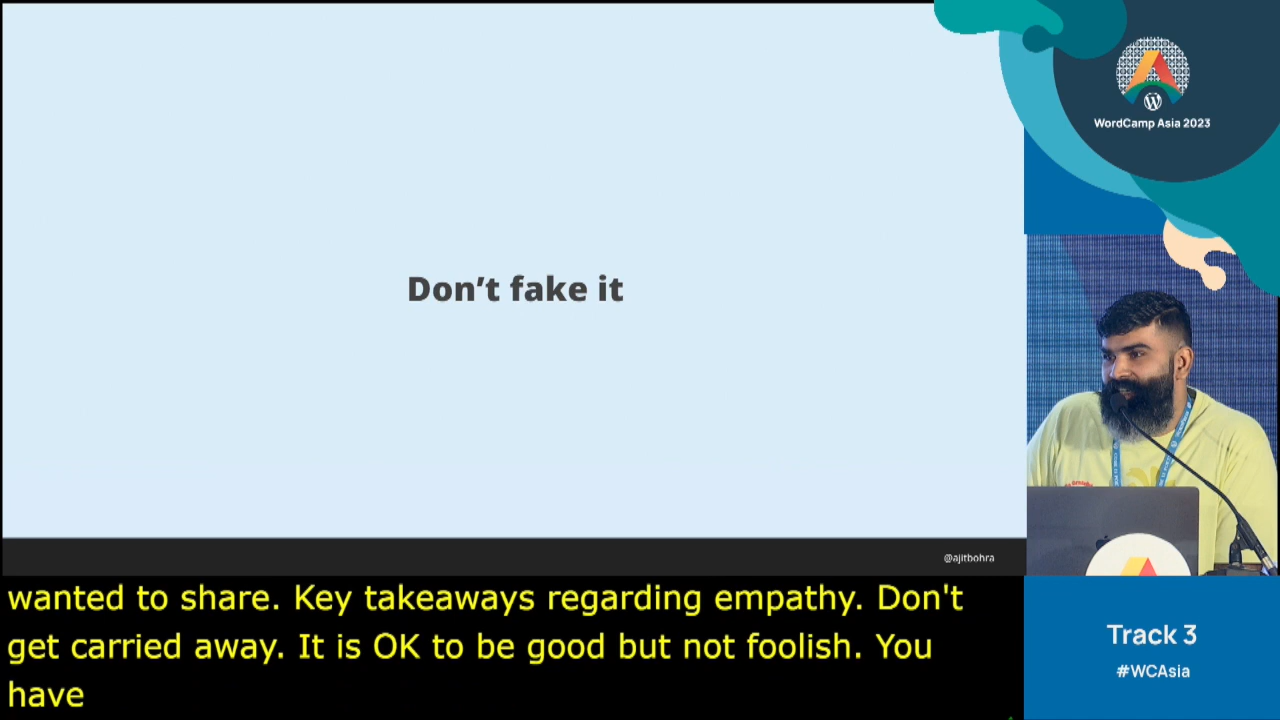 Don’t fake it
@ajitbohra
wanted to share. Key takeaways regarding empathy. Don't
get carried away. It is OK to be good but not foolish. You
have
WordCamp Asia 2023
Track 3
#WCAsia